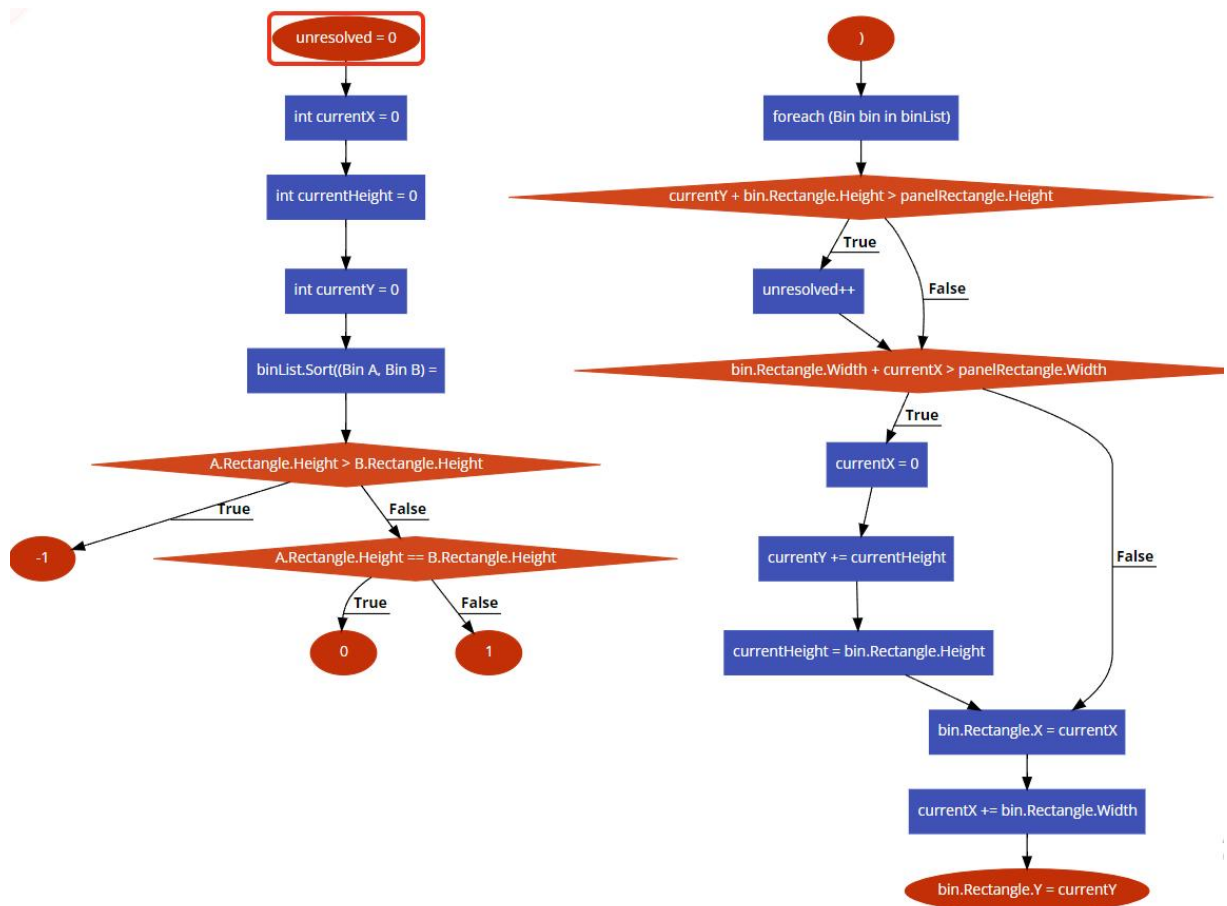 unresolved = 0
int currentX = 0
int currentHeight = 0
int currentY = 0
binList.Sort((Bin A, Bin B) =
A.Rectangle.Height > B.Rectangle.Height
True
False
-1
A.Rectangle.Height == B.Rectangle.Height
True
False
0
1
)
foreach (Bin bin in binList)
currentY + bin.Rectangle.Height > panelRectangle.Height
True
unresolved++
False
bin.Rectangle.Width + currentX > panelRectangle.Width
True
currentX = 0
currentY += currentHeight
False
currentHeight = bin.Rectangle.Height
bin.Rectangle.X = currentX
currentX += bin.Rectangle.Width
bin.Rectangle.Y = currentY